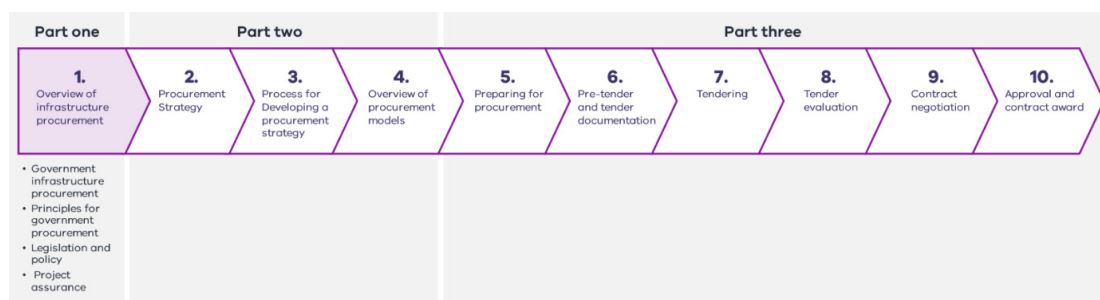 Part one
Part two
Part three
1.
Overview of
infrastructure
procurement
2.
Procurement
Strategy
3.
Process for
Developing a
procurement
strategy
4.
Overview of
procurement
models
5.
Preparing for
procurement
6.
Pre-tender
and tender
documentation
7.
Tendering
8.
Tender
evaluation
9.
Contract
negotiation
10.
Approval and
contract award
• Government
infrastructure
procurement
• Principles for
government
procurement
• Legislation and
policy
• Project
assurance